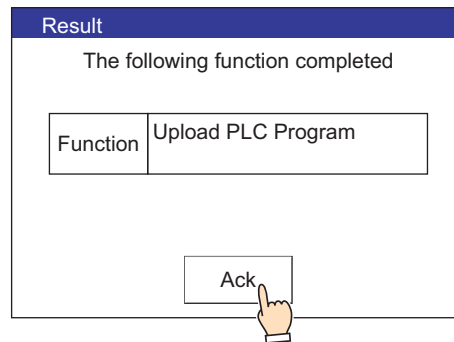 Result
The following function completed
Function
Upload PLC Program
Ack